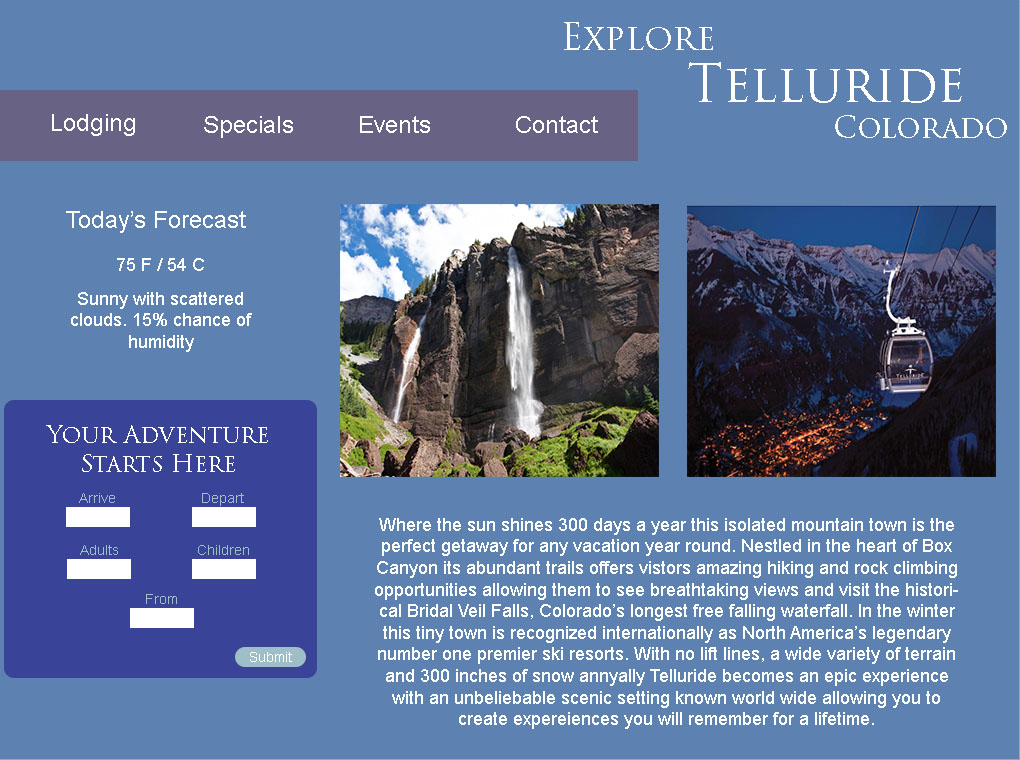 EXPLORE
TELLURIDE
COLORADO
Lodging
Specials
Events
Contact
Today's Forecast
75 F / 54 C
Sunny with scattered
clouds. 15% chance of
humidity
YOUR ADVENTURE
STARTS HERE
Arrive
Depart
Adults
Children
From
Submit
TELLURIDE
Where the sun shines 300 days a year this isolated mountain town is the
perfect getaway for any vacation year round. Nestled in the heart of Box
Canyon its abundant trails offers vistors amazing hiking and rock climbing
opportunities allowing them to see breathtaking views and visit the histori-
cal Bridal Veil Falls, Colorado's longest free falling waterfall. In the winter
this tiny town is recognized internationally as North America's legendary
number one premier ski resorts. With no lift lines, a wide variety of terrain
and 300 inches of snow annyally Telluride becomes an epic experience
with an unbeliebable scenic setting known world wide allowing you to
create expereiences you will remember for a lifetime.